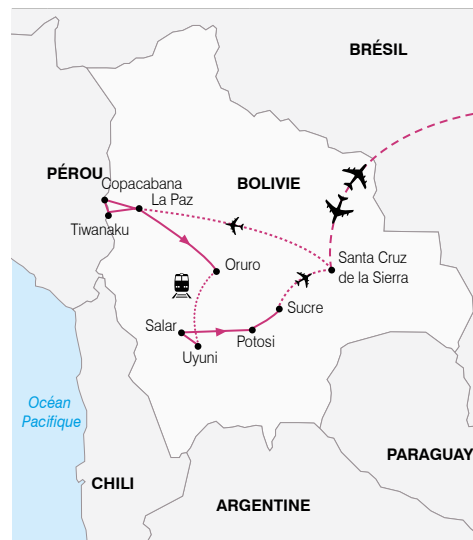 BRÉSIL
PÉROU
Copacabana
La Paz
BOLIVIE
Tiwanaku
Santa Cruz
de la Sierra
Oruro
Sucre
Salar
Potosi
Uyuni
Océan
Pacifique
PARAGUAY
CHILI
ARGENTINE